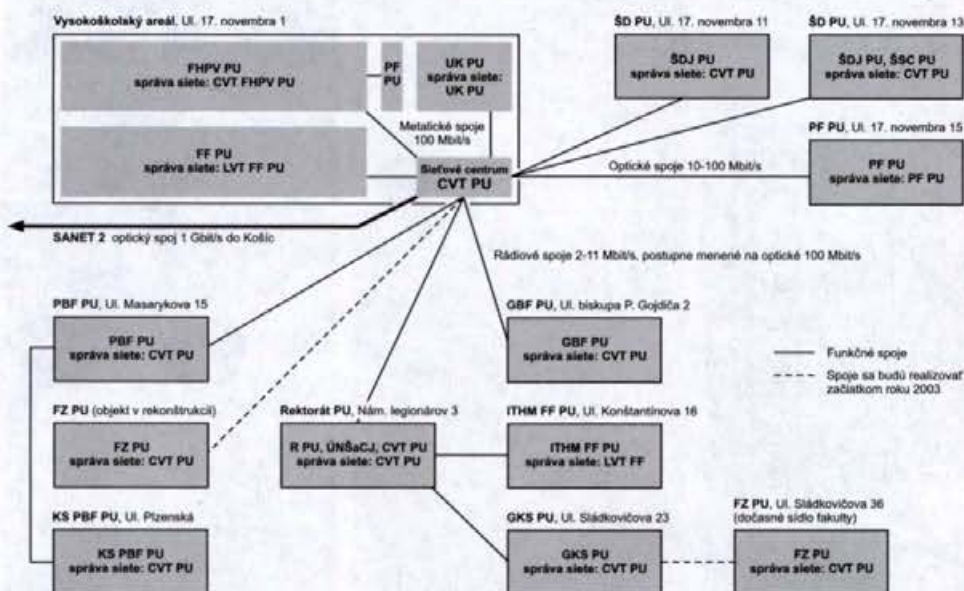 Vysokoškolský areál, Ul. 17. novembra 1
FHPV PU
správa siete: CVT FHPV PU
PF
PU
UK PU
správa siete:
UK PU
Metalické spoje
100 Mbit/s
FF PU
správa siete: LVT FF PU
Sieťové centrum
CVT PU
ŠD PU, Ul. 17. novembra 11
ŠDJ PU
správa siete: CVT PU
ŠD PU, Ul. 17. novembra 13
ŠDJ PU, ŠSC PU
správa siete: CVT PU
PF PU, Ul. 17. novembra 15
Optické spoje 10-100 Mbit/s
PF PU
správa siete: PF PU
SANET 2 optický spoj 1 Gbit/s do Košíc
Rádiové spoje 2-11 Mbit/s, postupne menené na optické 100 Mbit/s
PBF PU, Ul. Masarykova 15
PBF PU
správa siete: CVT PU
GBF PU, Ul. biskupa P. Gojdiča 2
GBF PU
správa siete: CVT PU
Funkčné spoje
Spoje sa budú realizovať
začiatkom roku 2003
FZ PU (objekt v rekonštrukcii)
FZ PU
správa siete: CVT PU
Rektorát PU, Nám. legionárov 3
R PU, ÚNŠaCJ, CVT PU
správa siete: CVT PU
ITHM FF PU, Ul. Konštantínova 16
ITHM FF PU
správa siete: LVT FF
KS PBF PU, Ul. Plzenská
KS PBF PU
správa siete: CVT PU
GKS PU, Ul. Sládkovičova 23
GKS PU
správa siete: CVT PU
FZ PU, Ul. Sládkovičova 36
(dočasné sídlo fakulty)
FZ PU
správa siete: CVT PU